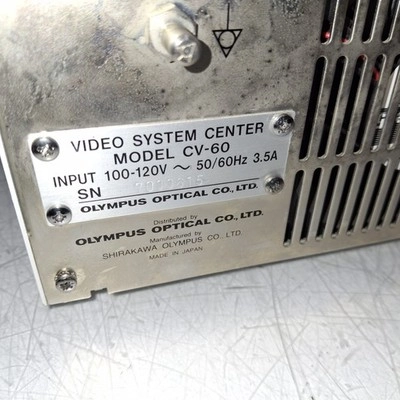 VIDEO SYSTEM CENTER
MODEL CV-60
INPUT 100-120V ~ 50/60Hz 3.5A
SN
OLYMPUS OPTICAL CO., LTD.
Distributed by
OLYMPUS OPTICAL CO., LTD.
Manufactured by
SHIRAKAWA OLYMPUS CO. LTD.
MADE IN JAPAN